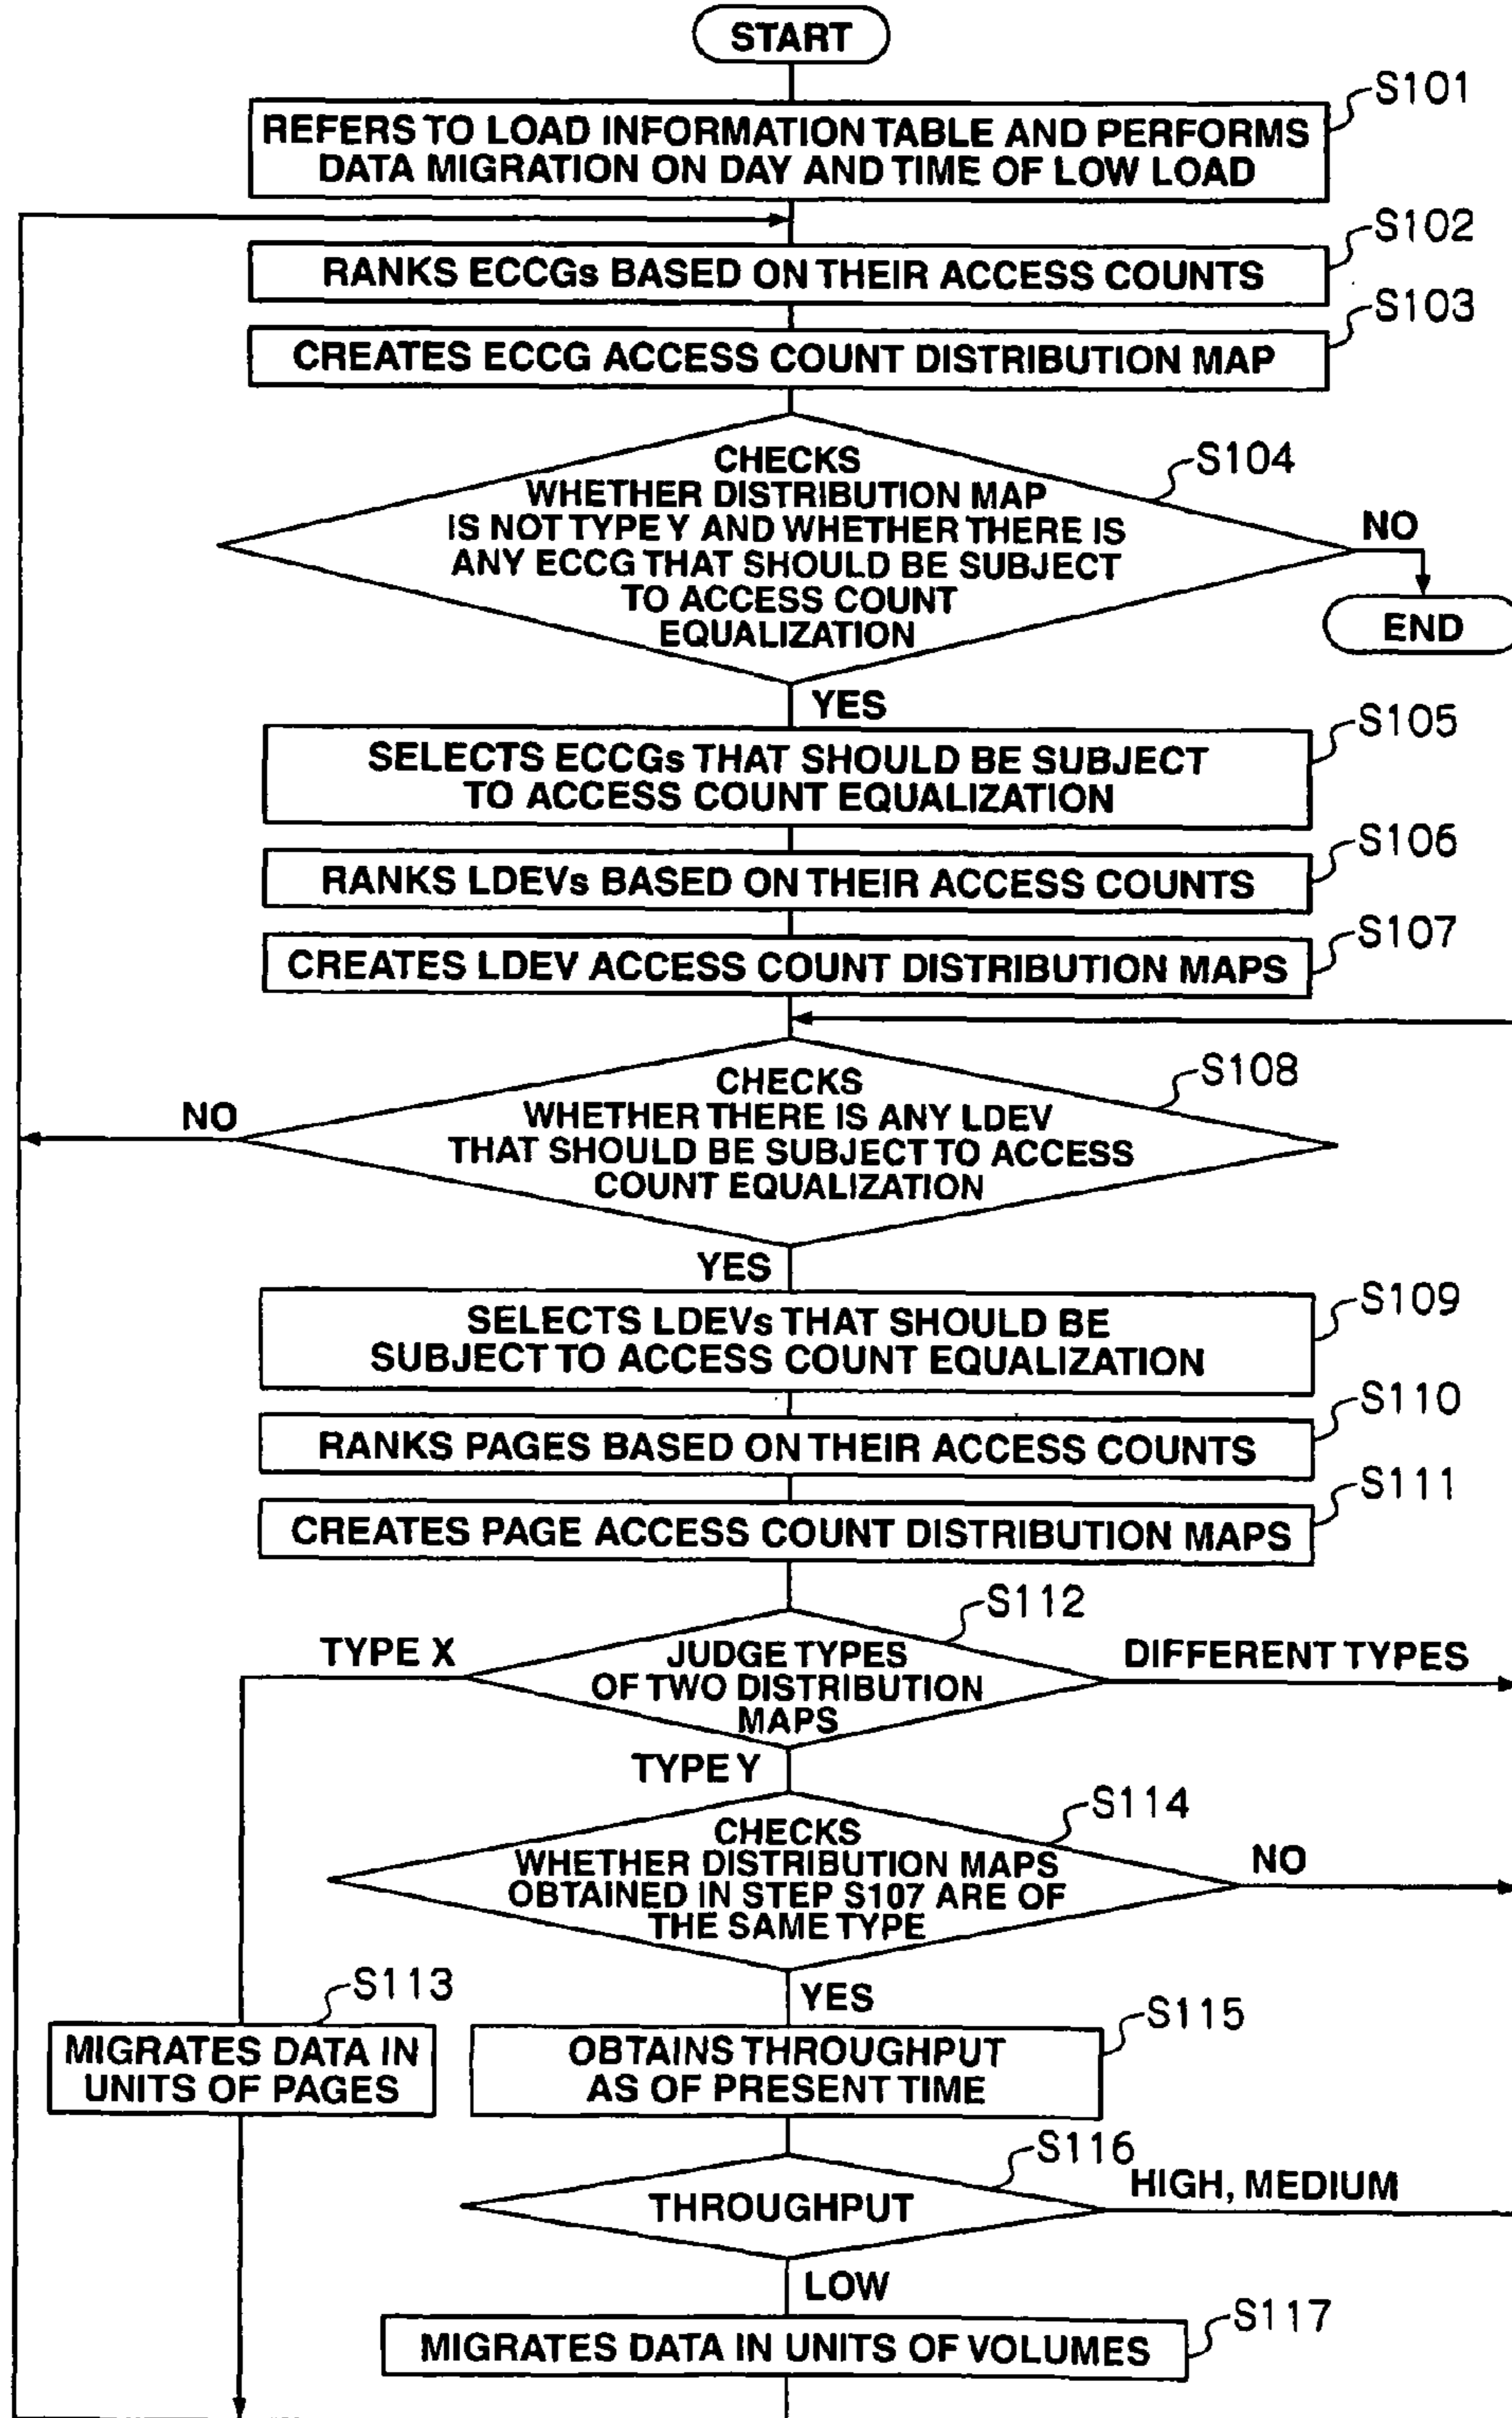 START
S101
REFERS TO LOAD INFORMATION TABLE AND PERFORMS
DATA MIGRATION ON DAY AND TIME OF LOW LOAD
S102
RANKS ECCGs BASED ON THEIR ACCESS COUNTS
S103
CREATES ECCG ACCESS COUNT DISTRIBUTION MAP
S104
CHECKS
WHETHER DISTRIBUTION MAP
IS NOT TYPE Y AND WHETHER THERE IS
ANY ECCG THAT SHOULD BE SUBJECT
TO ACCESS COUNT
EQUALIZATION
NO
END
YES
S105
SELECTS ECCGs THAT SHOULD BE SUBJECT
TO ACCESS COUNT EQUALIZATION
S106
RANKS LDEVs BASED ON THEIR ACCESS COUNTS
S107
CREATES LDEV ACCESS COUNT DISTRIBUTION MAPS
S108
CHECKS
WHETHER THERE IS ANY LDEV
THAT SHOULD BE SUBJECT TO ACCESS
COUNT EQUALIZATION
NO
YES
S109
SELECTS LDEVs THAT SHOULD BE
SUBJECT TO ACCESS COUNT EQUALIZATION
S110
RANKS PAGES BASED ON THEIR ACCESS COUNTS
S111
CREATES PAGE ACCESS COUNT DISTRIBUTION MAPS
S112
TYPE X
JUDGE TYPES
OF TWO DISTRIBUTION
MAPS
DIFFERENT TYPES
TYPE Y
S114
CHECKS
WHETHER DISTRIBUTION MAPS
OBTAINED IN STEP S107 ARE OF
THE SAME TYPE
NO
YES
S113
MIGRATES DATA IN
UNITS OF PAGES
S115
OBTAINS THROUGHPUT
AS OF PRESENT TIME
S116
THROUGHPUT
HIGH, MEDIUM
LOW
S117
MIGRATES DATA IN UNITS OF VOLUMES